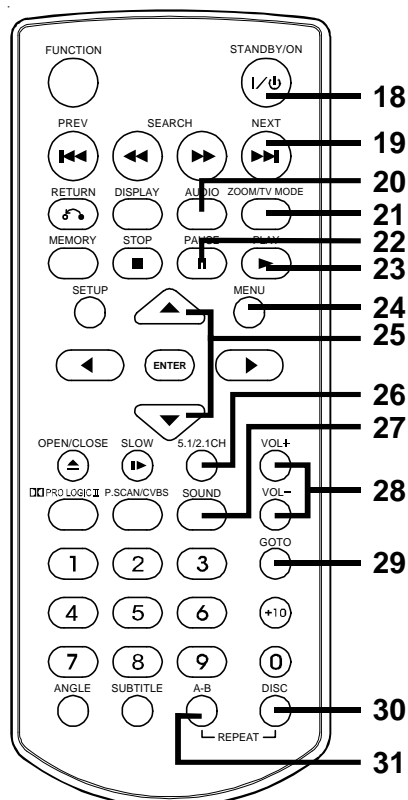 FUNCTION STANDBY/ON
18
PREV SEARCH NEXT
19
20
RETURN DISPLAY AUDIO ZOOM/TV MODE
21
22
MEMORY STOP PAUSE PLAY
23
SETUP MENU
24
25
ENTER
26
27
OPEN/CLOSE SLOW 5.1/2.1CH VOL+
28
PRO LOGIC II P.SCAN/CVBS SOUND VOL-
GOTO
29
1 2 3
4 5 6 +10
7 8 9 0
ANGLE SUBTITLE A-B DISC
30
REPEAT
31